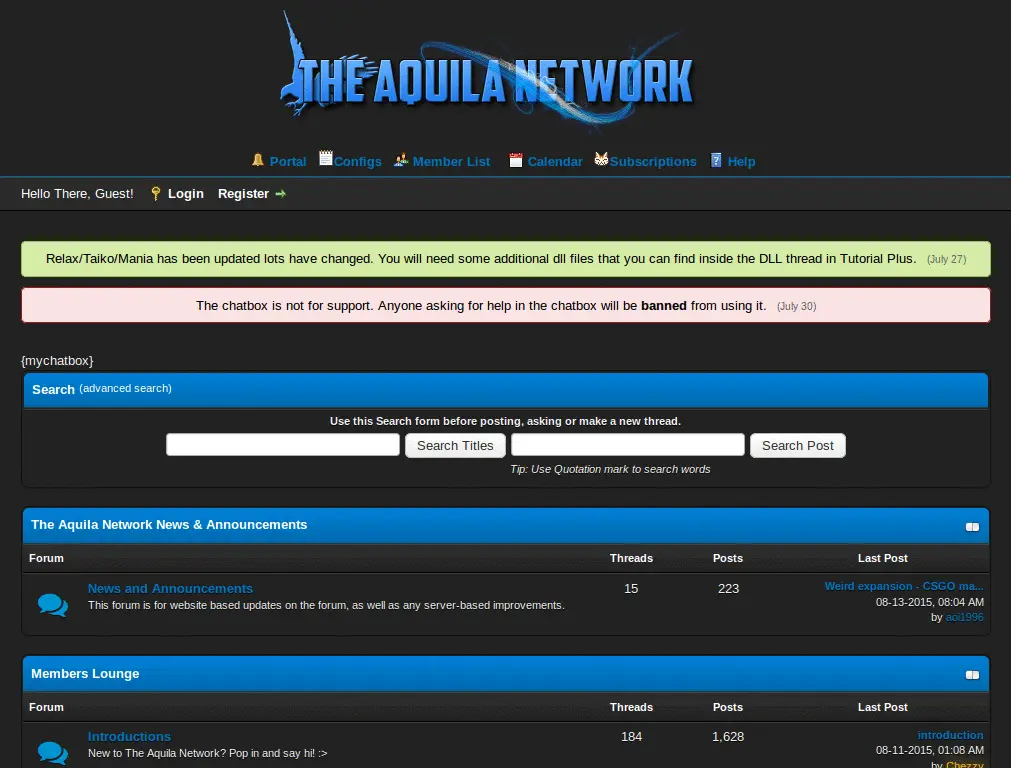 THE AQUILA NETWORK
Portal Configs Member List Calendar Subscriptions Help
Hello There, Guest! Login Register
Relax/Taiko/Mania has been updated lots have changed. You will need some additional dll files that you can find inside the DLL thread in Tutorial Plus. (July 27)
The chatbox is not for support. Anyone asking for help in the chatbox will be banned from using it. (July 30)
{mychatbox}
Search (advanced search)
Use this Search form before posting, asking or make a new thread.
Search Titles Search Post
Tip: Use Quotation mark to search words
The Aquila Network News & Announcements
Forum Threads Posts Last Post
News and Announcements 15 223 Weird expansion - CSGO ma...
This forum is for website based updates on the forum, as well as any server-based improvements. 08-13-2015, 08:04 AM
by aoi1996
Members Lounge
Forum Threads Posts Last Post
Introductions 184 1,628 introduction
New to The Aquila Network? Pop in and say hi! :> 08-11-2015, 01:08 AM
by Chezzy